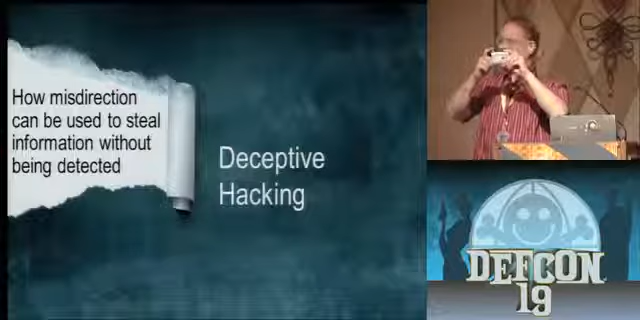 How misdirection
can be used to steal
information without
being detected
Deceptive
Hacking
DEFCON
19